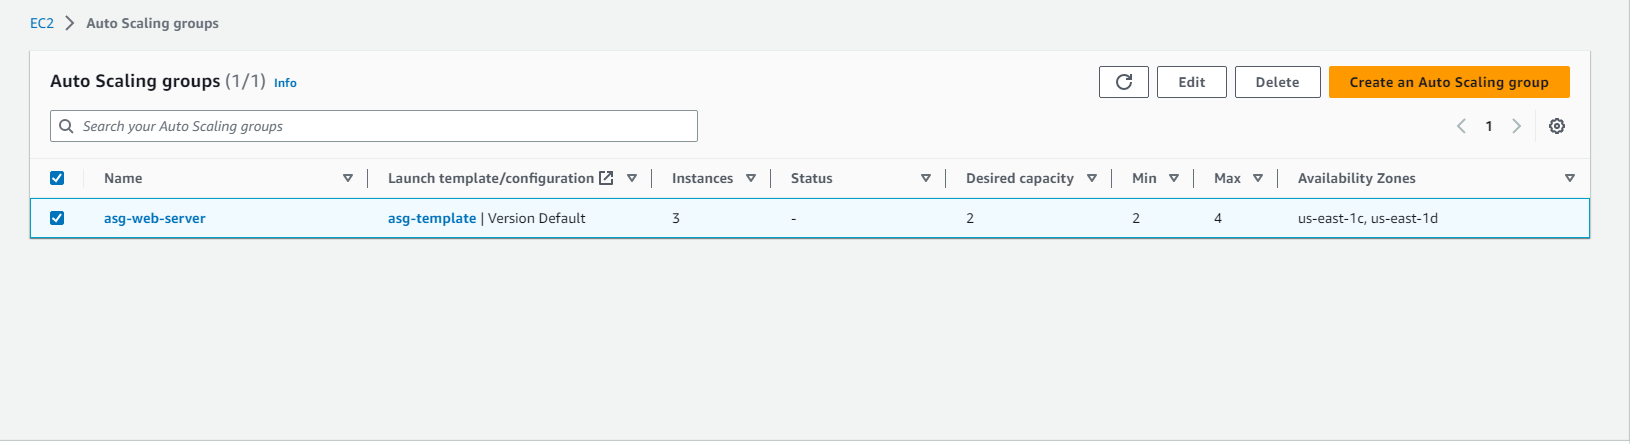 EC2 Auto Scaling groups
Auto Scaling groups (1/1) Info
Edit Delete Create an Auto Scaling group
Search your Auto Scaling groups
1
Name Launch template/configuration Instances Status Desired capacity Min Max Availability Zones
asg-web-server asg-template | Version Default 3 - 2 2 4 us-east-1c, us-east-1d